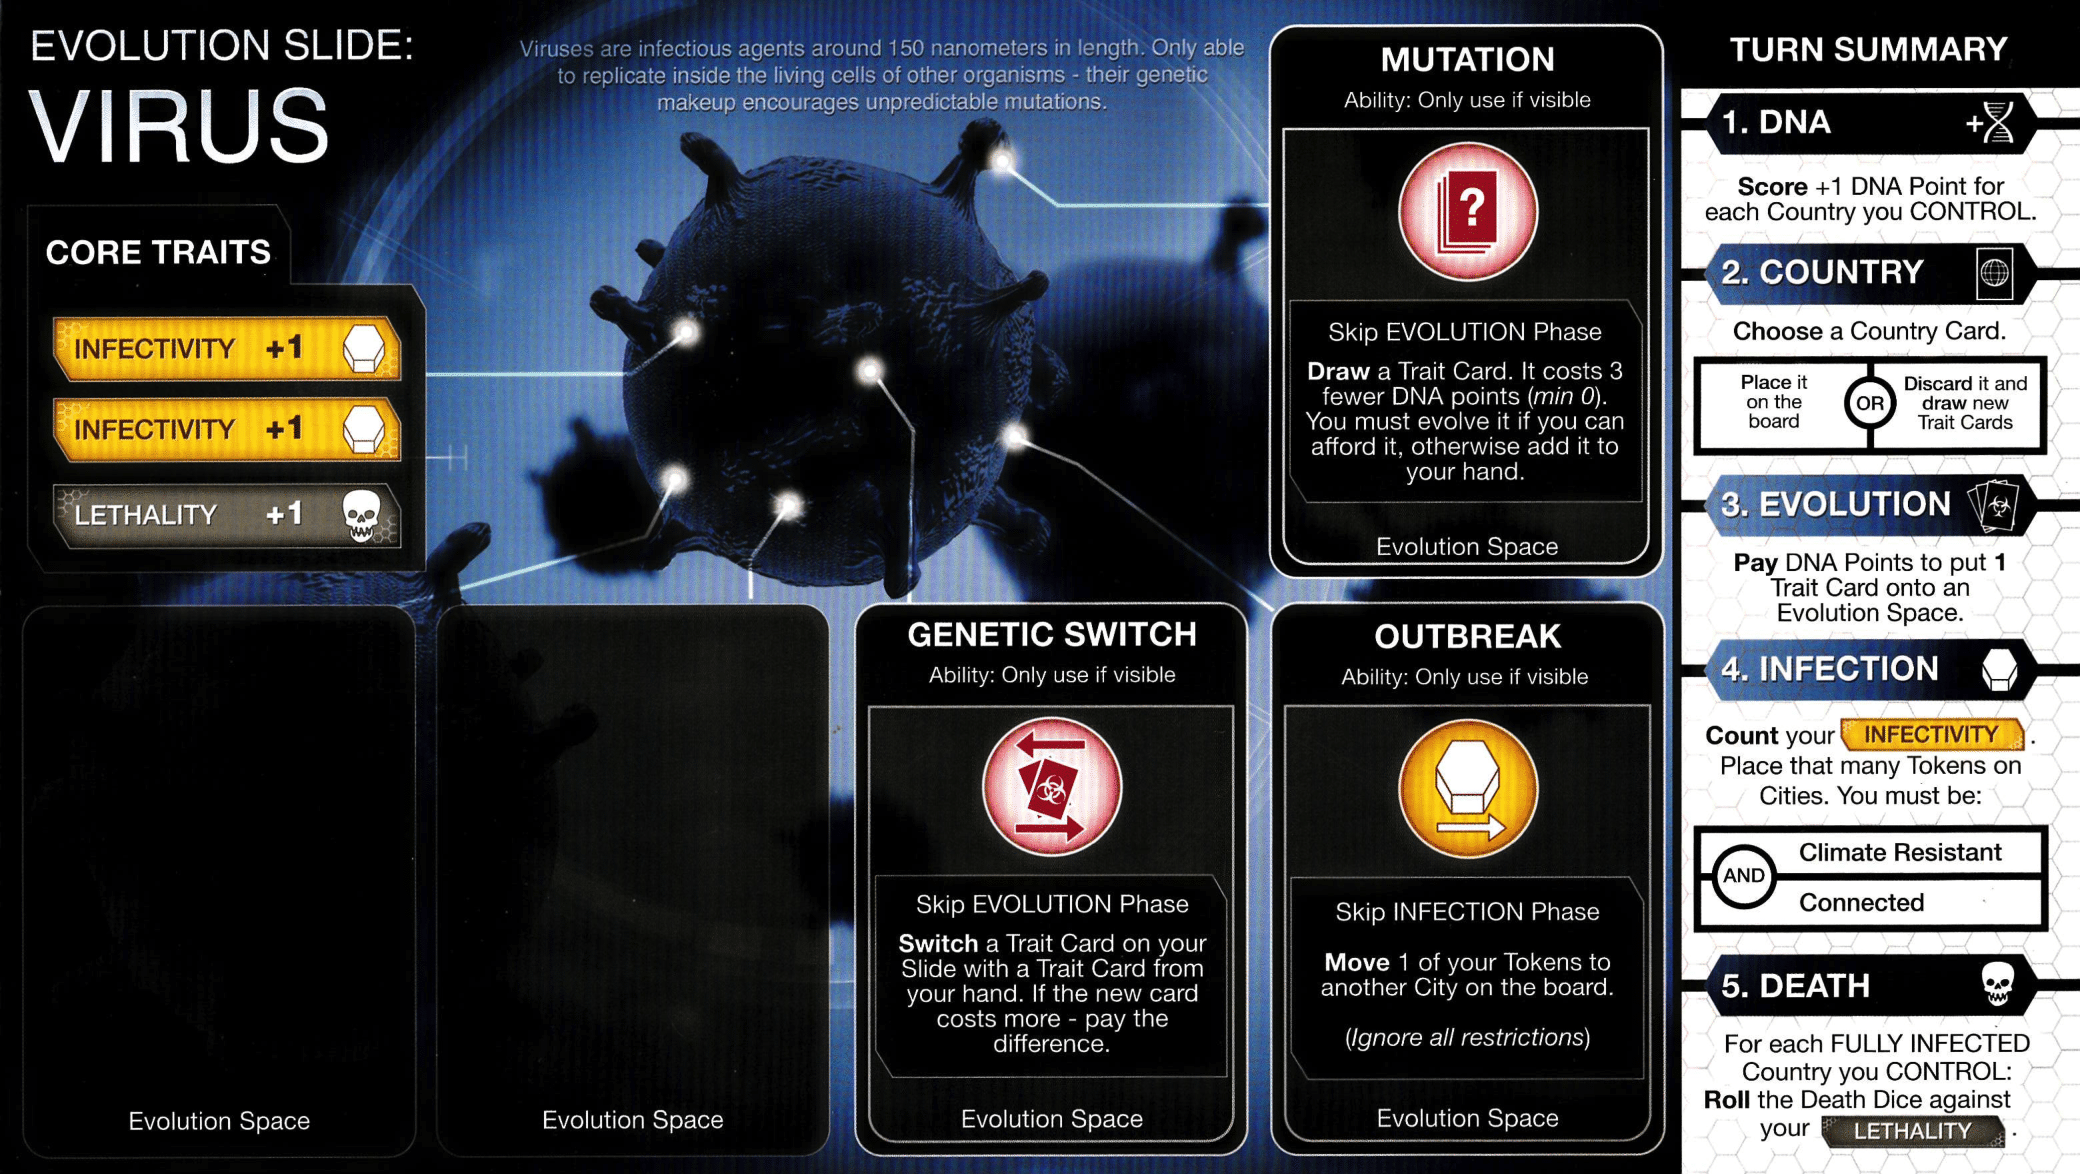 EVOLUTION SLIDE:
VIRUS
Viruses are infectious agents around 150 nanometers in length. Only able
to replicate inside the living cells of other organisms - their genetic
makeup encourages unpredictable mutations.
CORE TRAITS
INFECTIVITY +1
INFECTIVITY +1
LETHALITY +1
MUTATION
Ability: Only use if visible
?
Skip EVOLUTION Phase
Draw a Trait Card. It costs 3
fewer DNA points (min 0).
You must evolve it if you can
afford it, otherwise add it to
your hand.
Evolution Space
Evolution Space
Evolution Space
GENETIC SWITCH
Ability: Only use if visible
Skip EVOLUTION Phase
Switch a Trait Card on your
Slide with a Trait Card from
your hand. If the new card
costs more - pay the
difference.
Evolution Space
OUTBREAK
Ability: Only use if visible
Skip INFECTION Phase
Move 1 of your Tokens to
another City on the board.
(Ignore all restrictions)
Evolution Space
TURN SUMMARY
1. DNA +
Score +1 DNA Point for
each Country you CONTROL.
2. COUNTRY
Choose a Country Card.
Place it
on the
board
OR
Discard it and
draw new
Trait Cards
3. EVOLUTION
Pay DNA Points to put 1
Trait Card onto an
Evolution Space.
4. INFECTION
Count your INFECTIVITY .
Place that many Tokens on
Cities. You must be:
AND
Climate Resistant
Connected
5. DEATH
For each FULLY INFECTED
Country you CONTROL:
Roll the Death Dice against
your LETHALITY .